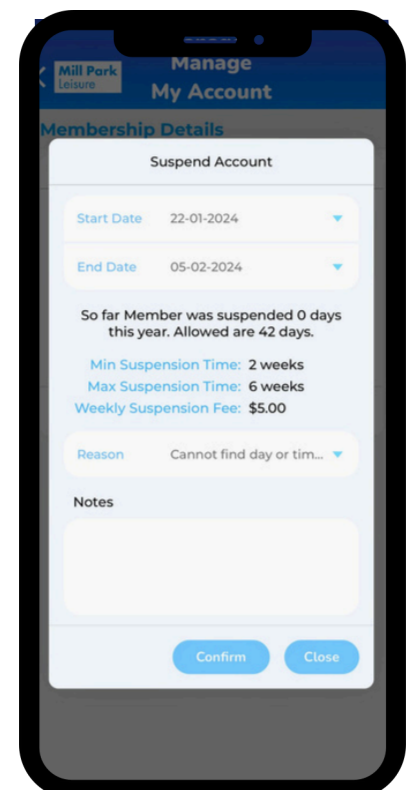 Manage
Mill Park
Leisure
My Account
Membership Details
Suspend Account
Start Date 22-01-2024
End Date 05-02-2024
So far Member was suspended 0 days
this year. Allowed are 42 days.
Min Suspension Time: 2 weeks
Max Suspension Time: 6 weeks
Weekly Suspension Fee: $5.00
Reason Cannot find day or tim...
Notes
Confirm Close